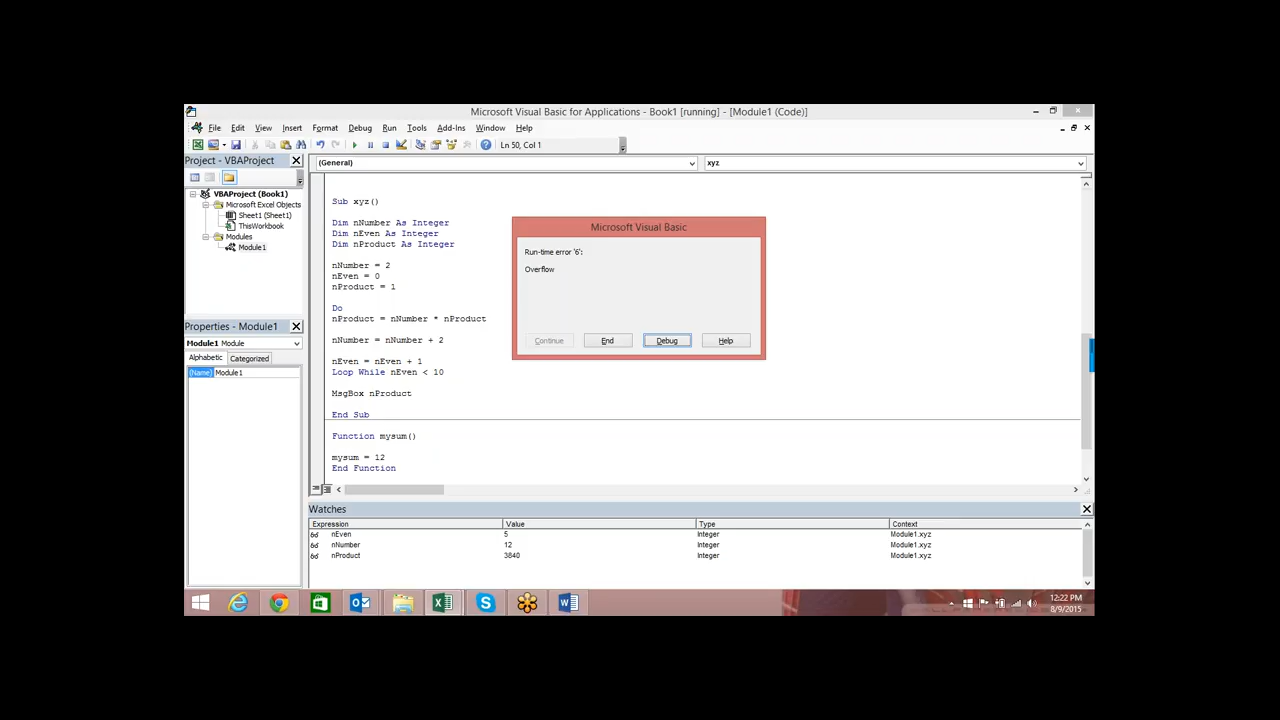 Microsoft Visual Basic for Applications - Book1 [running] - [Module1 (Code)]
File Edit View Insert Format Debug Run Tools Add-Ins Window Help
Ln 50, Col 1
Project - VBAProject
(General) xyz
VBAProject (Book1)
Microsoft Excel Objects
Sheet1 (Sheet1)
ThisWorkbook
Modules
Module1
Properties - Module1
Module1 Module
Alphabetic Categorized
(Name) Module1
Sub xyz()
Dim nNumber As Integer
Dim nEven As Integer
Dim nProduct As Integer
nNumber = 2
nEven = 0
nProduct = 1
Do
nProduct = nNumber * nProduct
nNumber = nNumber + 2
nEven = nEven + 1
Loop While nEven < 10
MsgBox nProduct
End Sub
Function mysum()
mysum = 12
End Function
Microsoft Visual Basic
Run-time error '6':
Overflow
Continue End Debug Help
Watches
Expression Value Type Context
nEven 5 Integer Module1.xyz
nNumber 12 Integer Module1.xyz
nProduct 3840 Integer Module1.xyz
12:22 PM
8/9/2015